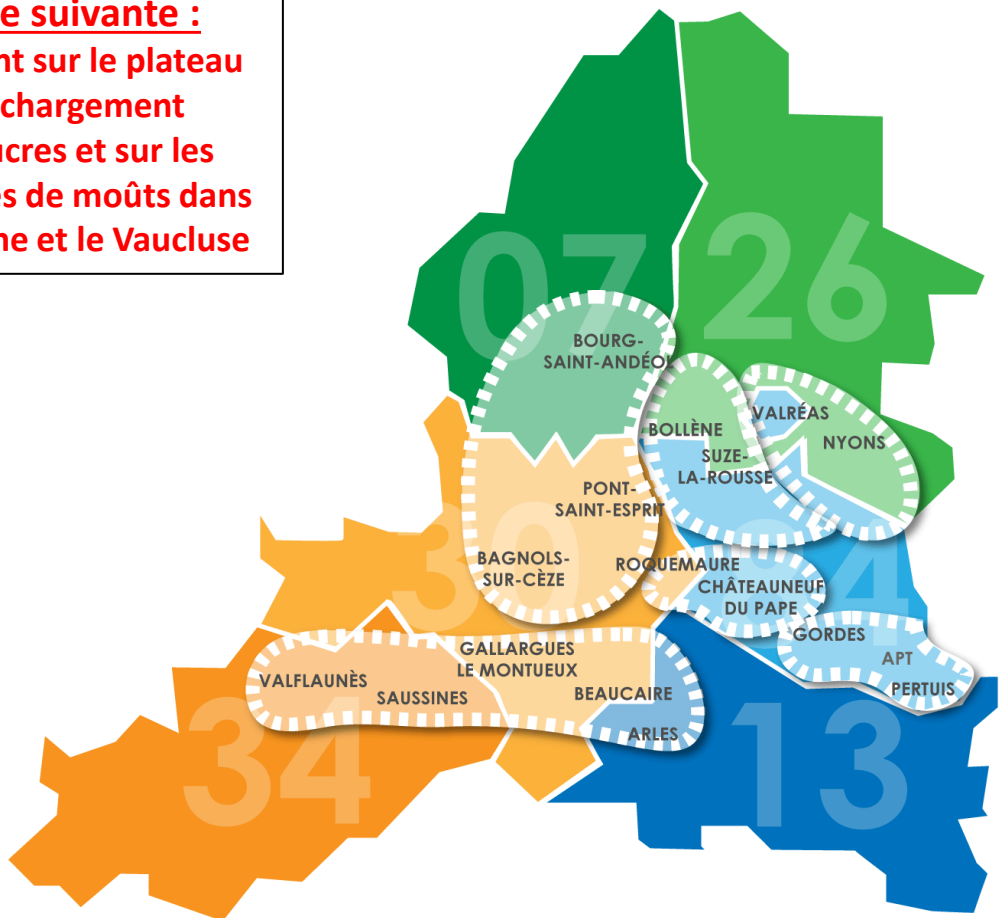 e suivante :
nt sur le plateau
chargement
ucres et sur les
es de moûts dans
ne et le Vaucluse
07
26
BOURG-
SAINT-ANDÉOL
VALRÉAS
BOLLÈNE
NYONS
SUZE-
LA-ROUSSE
PONT-
SAINT-ESPRIT
30
84
BAGNOLS-
SUR-CÈZE
ROQUEMAURE
CHÂTEAUNEUF
DU PAPE
GORDES
GALLARGUES
LE MONTUEUX
APT
VALFLAUNÈS
PERTUIS
SAUSSINES
BEAUCAIRE
ARLES
34
13